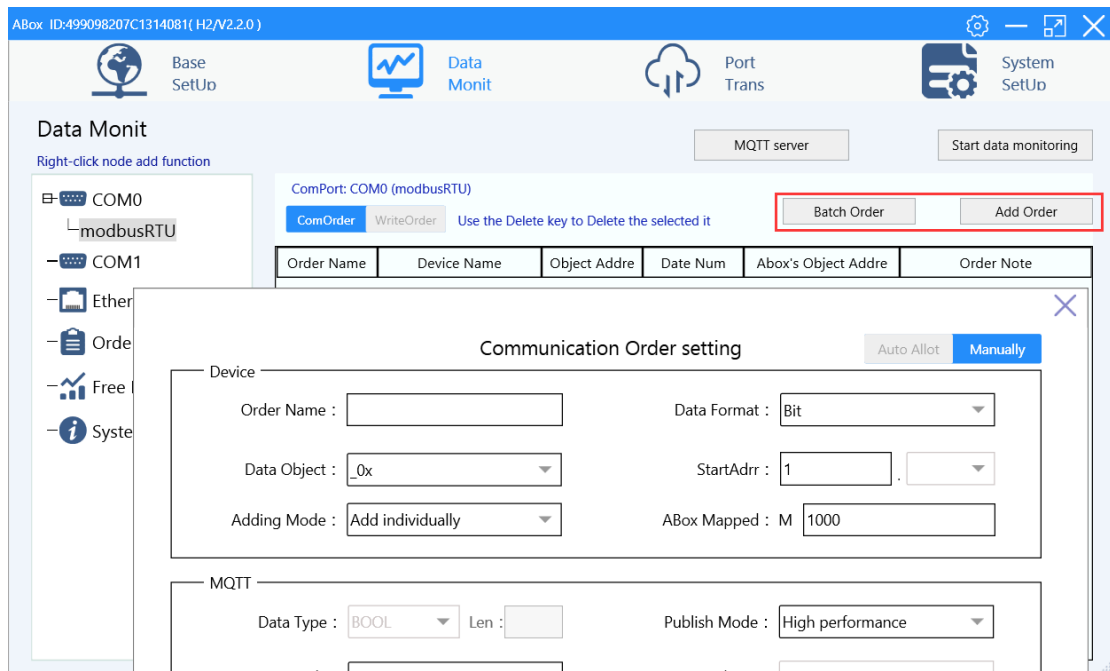 ABox ID:499098207C1314081( H2/V2.2.0 )
Base
SetUp
Data
Monit
Port
Trans
System
SetUp
Data Monit
Right-click node add function
MQTT server
Start data monitoring
COM0
modbusRTU
COM1
Ether
Orde
Free
Syste
ComPort: COM0 (modbusRTU)
ComOrder WriteOrder Use the Delete key to Delete the selected it
Batch Order
Add Order
Order Name Device Name Object Addre Date Num Abox's Object Addre Order Note
Communication Order setting
Auto Allot Manually
Device
Order Name :
Data Format : Bit
Data Object : _0x
StartAdrr : 1 .
Adding Mode : Add individually
ABox Mapped : M 1000
MQTT
Data Type : BOOL Len :
Publish Mode : High performance